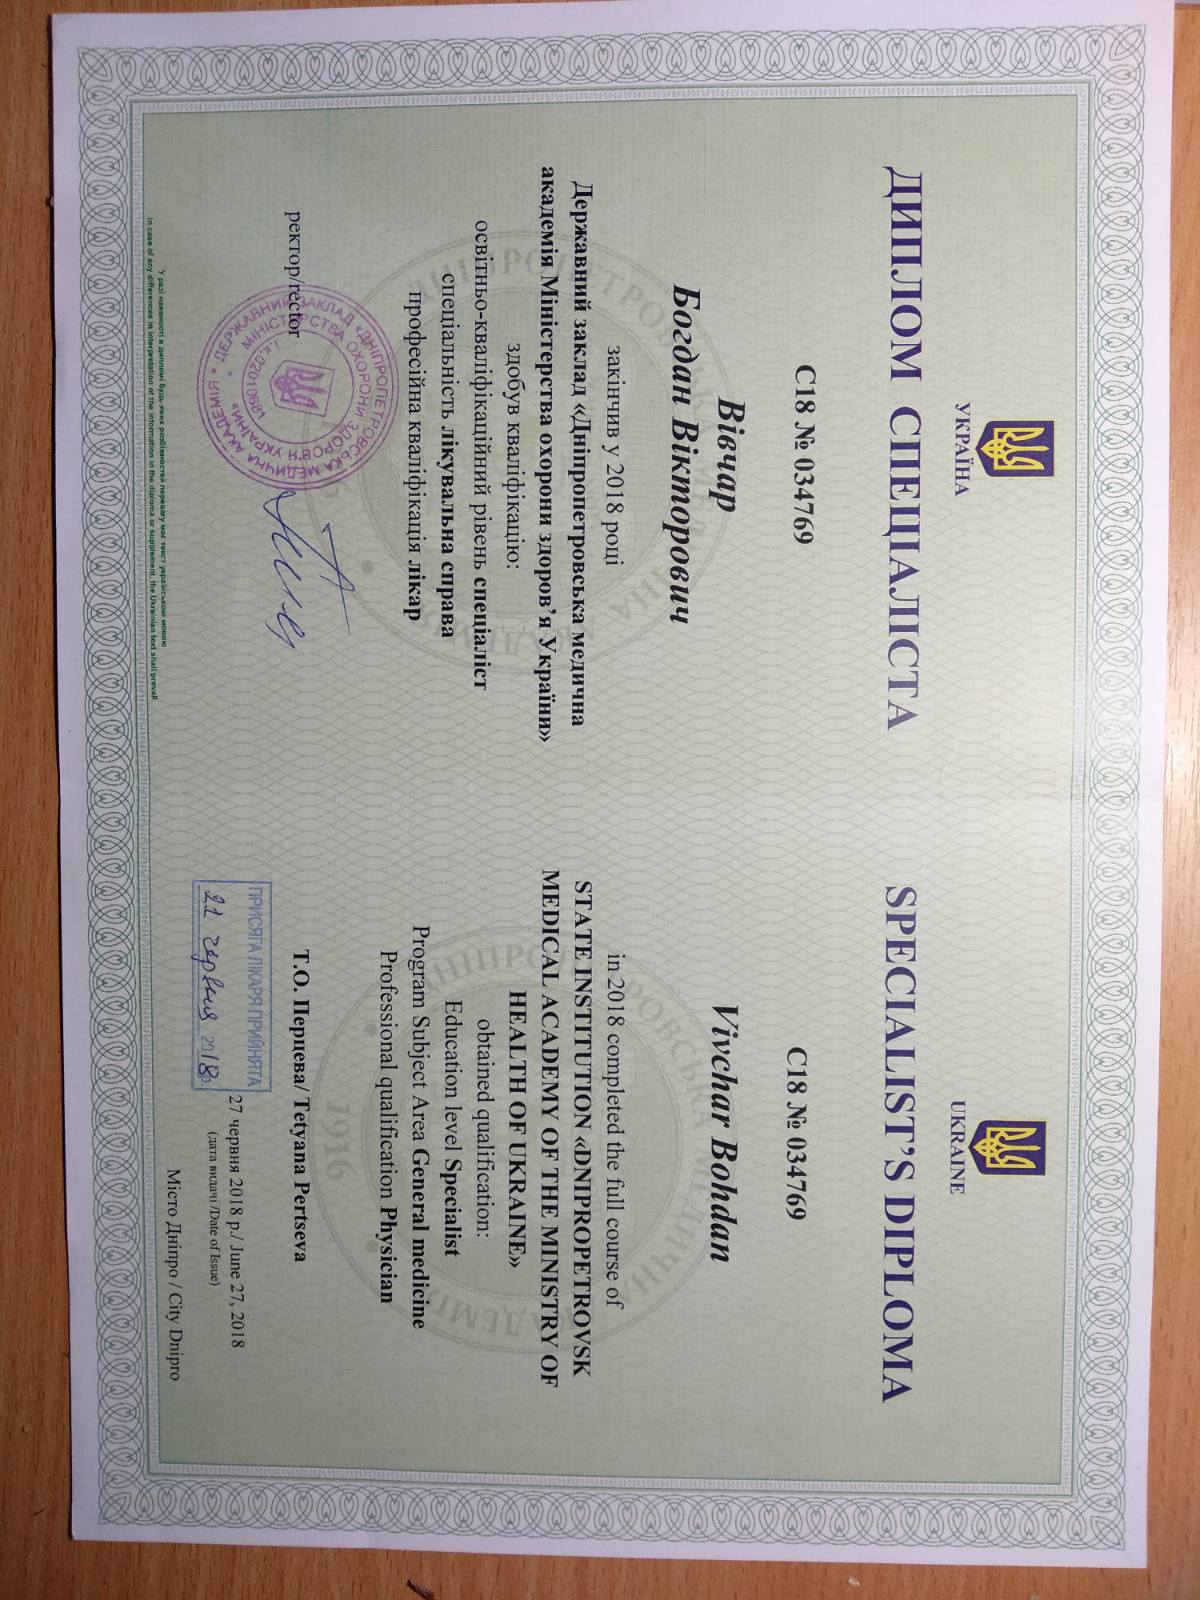 УКРАЇНА
ДИПЛОМ СПЕЦІАЛІСТА
С18 № 034769
Вівчар
Богдан Вікторович
закінчив у 2018 році
Державний заклад «Дніпропетровська медична
академія Міністерства охорони здоров’я України»
здобув кваліфікацію:
освітньо-кваліфікаційний рівень спеціаліст
спеціальність лікувальна справа
професійна кваліфікація лікар
ректор/rector
ДЕРЖАВНИЙ ЗАКЛАД «ДНІПРОПЕТРОВСЬКА МЕДИЧНА АКАДЕМІЯ
МІНІСТЕРСТВА ОХОРОНИ ЗДОРОВ'Я УКРАЇНИ»
У разі наявності в дипломі будь-яких розбіжностей перевагу має текст українською мовою
In case of any differences in interpretation of the information in the diploma or supplement, the Ukrainian text shall prevail
UKRAINE
SPECIALIST’S DIPLOMA
С18 № 034769
Vivchar Bohdan
in 2018 completed the full course of
STATE INSTITUTION «DNIPROPETROVSK
MEDICAL ACADEMY OF THE MINISTRY OF
HEALTH OF UKRAINE»
obtained qualification:
Education level Specialist
Program Subject Area General medicine
Professional qualification Physician
Т.О. Перцева/ Tetyana Pertseva
ПРИСЯГА ЛІКАРЯ ПРИЙНЯТА
21 червня 2018р.
27 червня 2018 р./ June 27, 2018
(дата видачі /Date of Issue)
Місто Дніпро / City Dnipro
1916